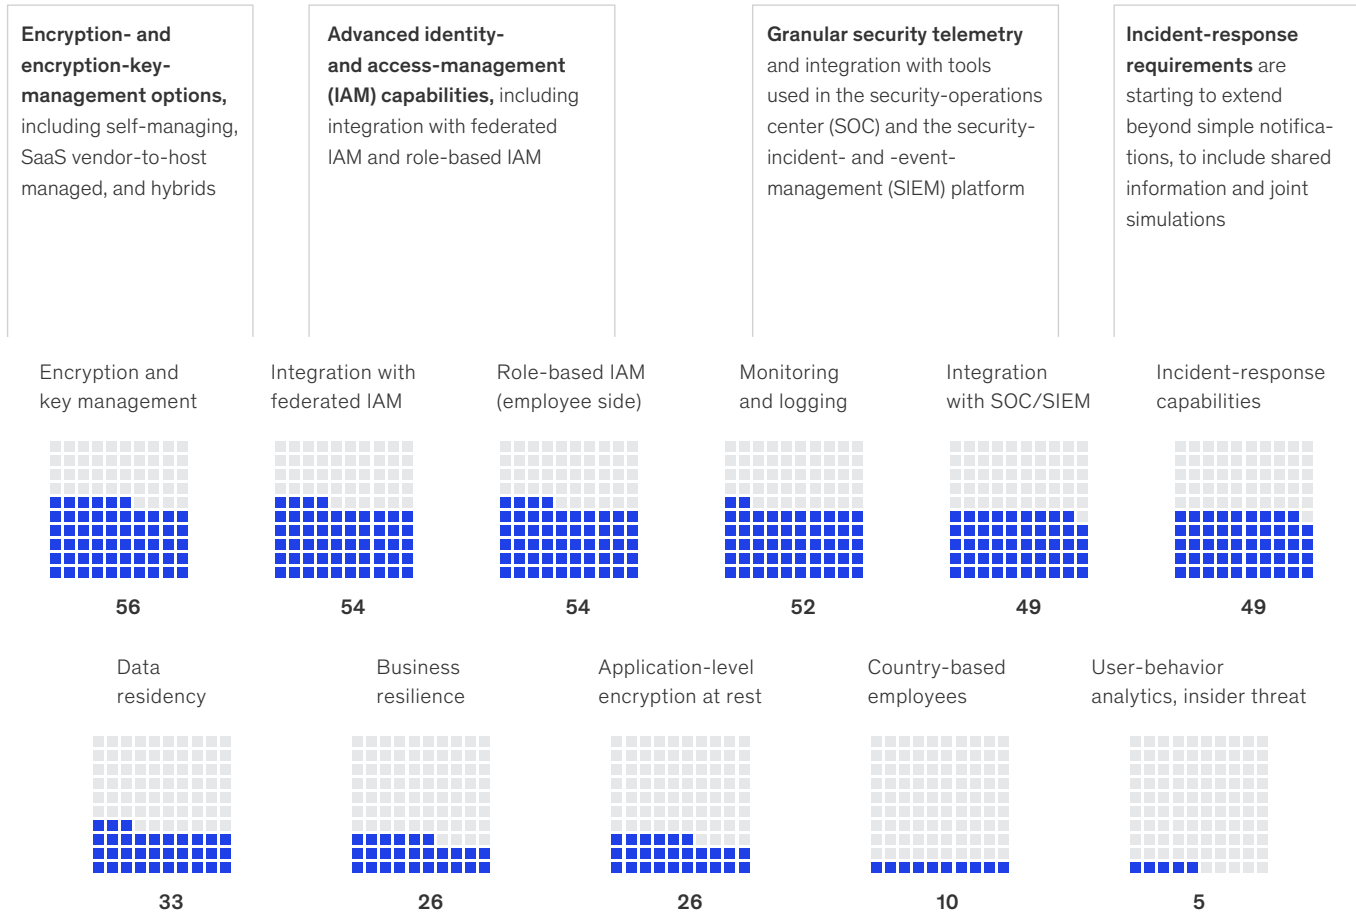 Encryption- and
encryption-key-
management options,
including self-managing,
SaaS vendor-to-host
managed, and hybrids
Advanced identity-
and access-management
(IAM) capabilities, including
integration with federated
IAM and role-based IAM
Granular security telemetry
and integration with tools
used in the security-operations
center (SOC) and the security-
incident- and -event-
management (SIEM) platform
Incident-response
requirements are
starting to extend
beyond simple notifica-
tions, to include shared
information and joint
simulations
Encryption and
key management
Integration with
federated IAM
Role-based IAM
(employee side)
Monitoring
and logging
Integration
with SOC/SIEM
Incident-response
capabilities
56
54
54
52
49
49
Data
residency
Business
resilience
Application-level
encryption at rest
Country-based
employees
User-behavior
analytics, insider threat
33
26
26
10
5